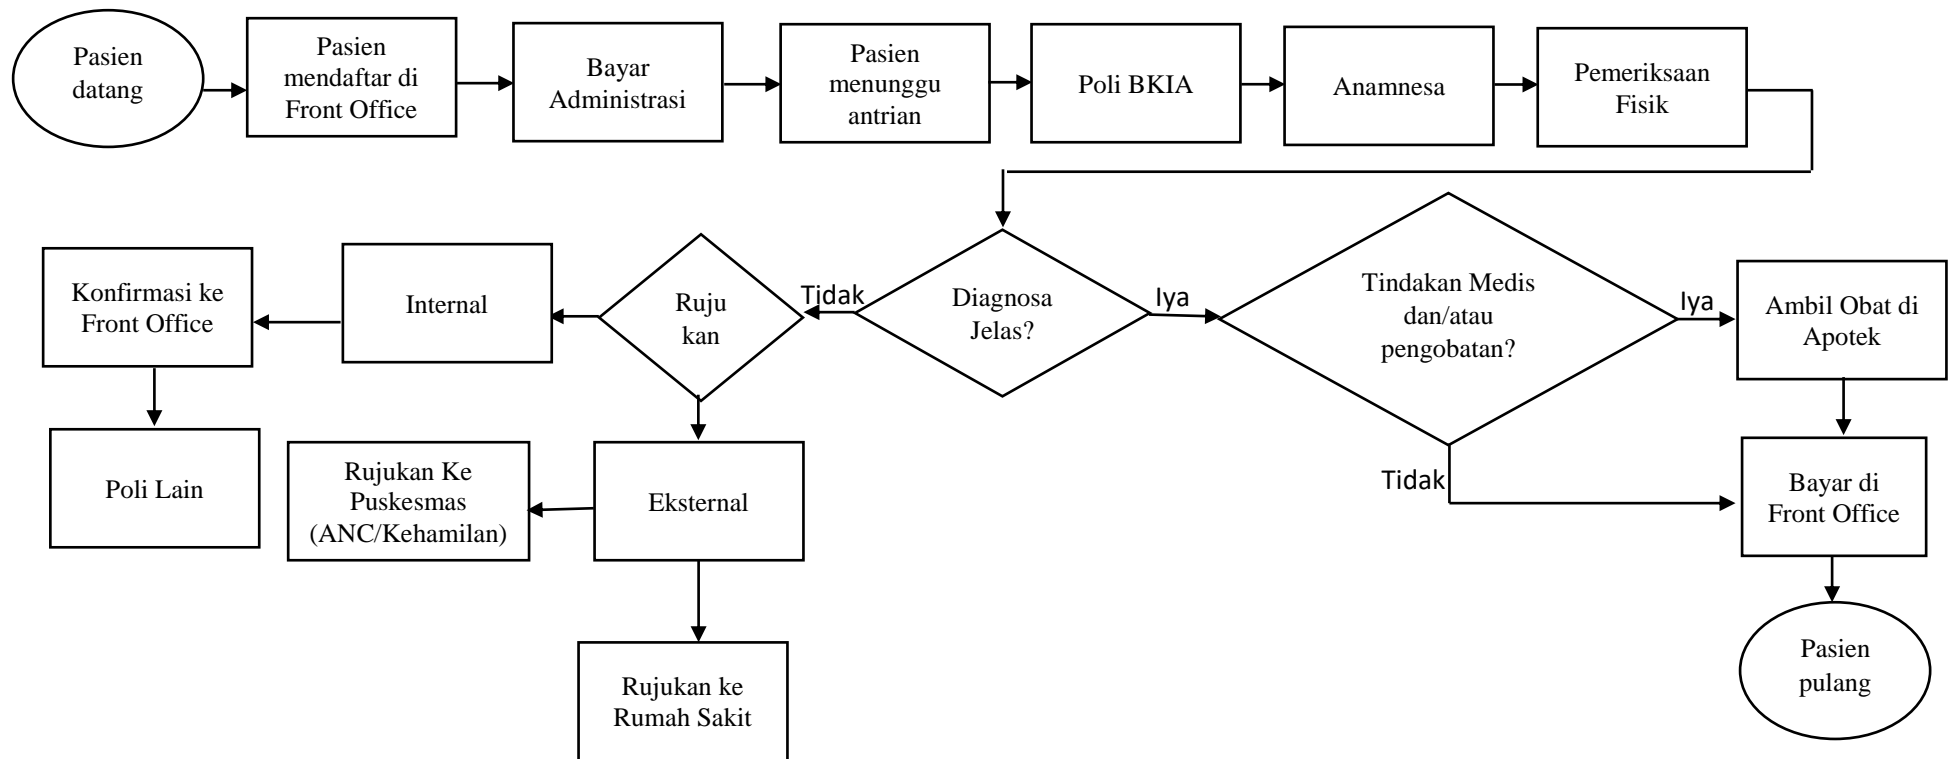 Pasien
datang
Pasien
mendaftar di
Front Office
Bayar
Administrasi
Pasien
menunggu
antrian
Poli BKIA
Anamnesa
Pemeriksaan
Fisik
Konfirmasi ke
Front Office
Internal
Ruju
kan
Tidak
Diagnosa
Jelas?
Iya
Tindakan Medis
dan/atau
pengobatan?
Iya
Ambil Obat di
Apotek
Poli Lain
Rujukan Ke
Puskesmas
(ANC/Kehamilan)
Eksternal
Tidak
Bayar di
Front Office
Rujukan ke
Rumah Sakit
Pasien
pulang